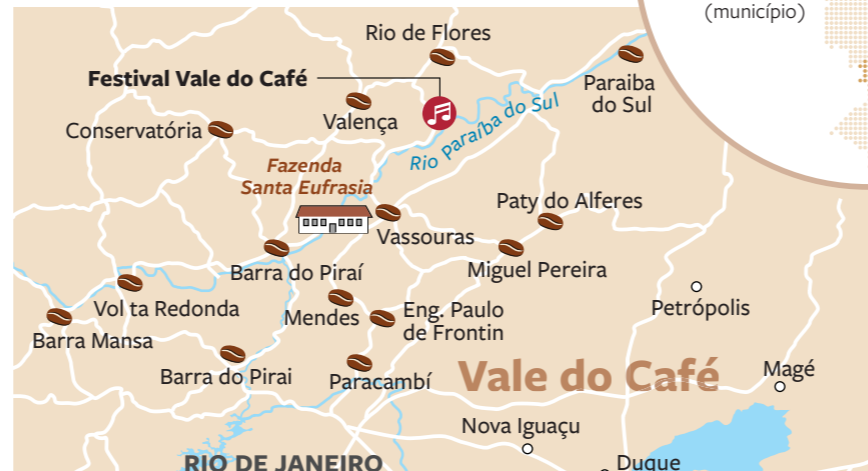 (município)
Rio de Flores
Festival Vale do Café
Paraiba
do Sul
Valença
Conservatória
Rio Paraíba do Sul
Fazenda
Santa Eufrasia
Paty do Alferes
Vassouras
Barra do Piraí
Miguel Pereira
Vol ta Redonda
Mendes
Eng. Paulo
de Frontin
Petrópolis
Barra Mansa
Barra do Pirai
Paracambí
Vale do Café
Magé
Nova Iguaçu
Duque
RIO DE JANEIRO